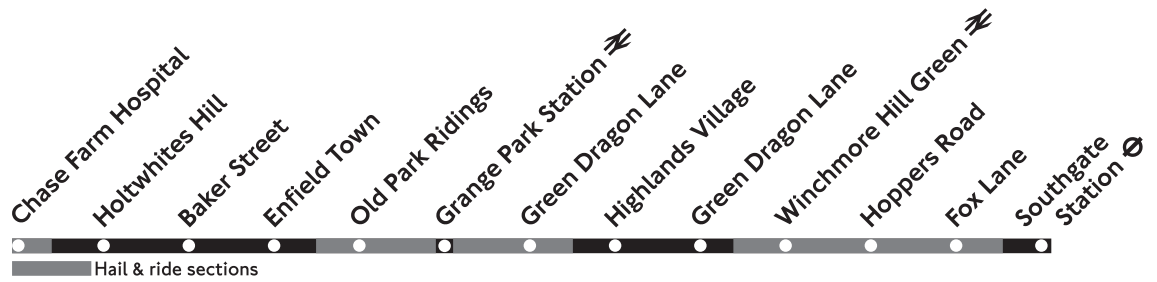 Chase Farm Hospital
Holtwhites Hill
Baker Street
Enfield Town
Old Park Ridings
Grange Park Station
Green Dragon Lane
Highlands Village
Green Dragon Lane
Winchmore Hill Green
Hoppers Road
Fox Lane
Southgate
Station
Hail & ride sections